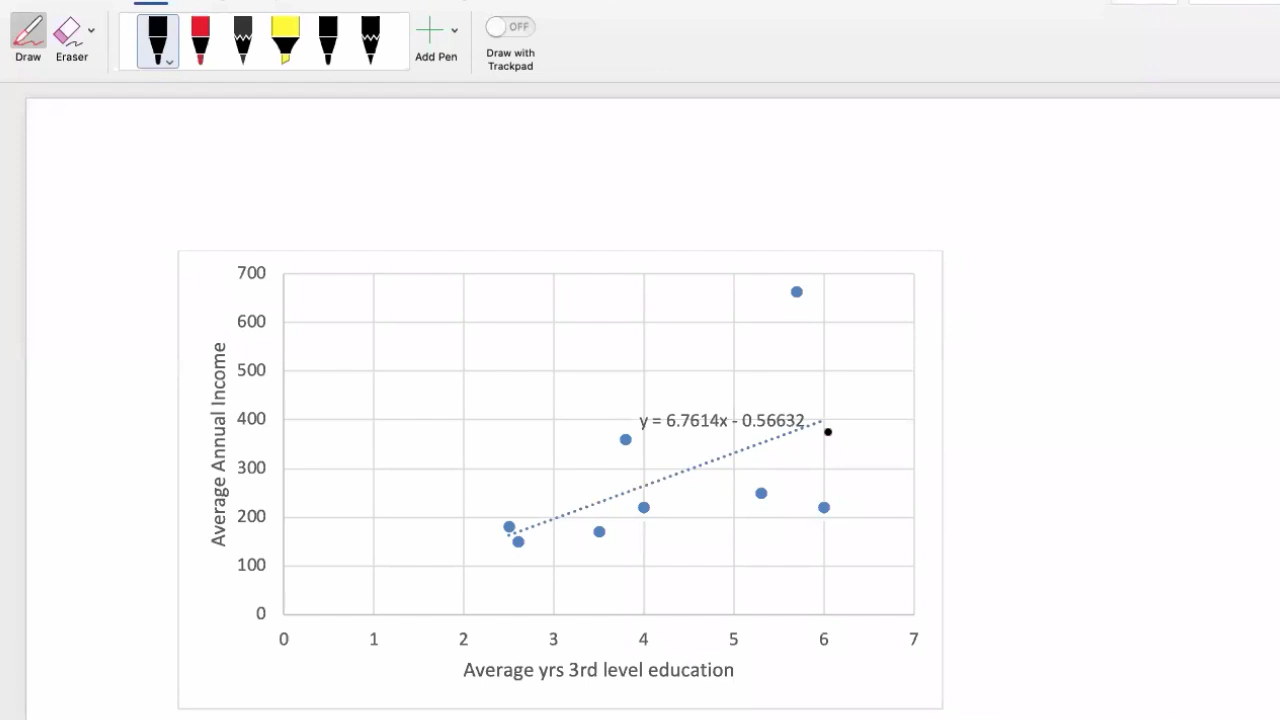 OFF
Draw
Eraser
Add Pen
Draw with
Trackpad
700
600
500
400
300
200
100
0
Average Annual Income
y = 6.7614x - 0.56632
0 1 2 3 4 5 6 7
Average yrs 3rd level education